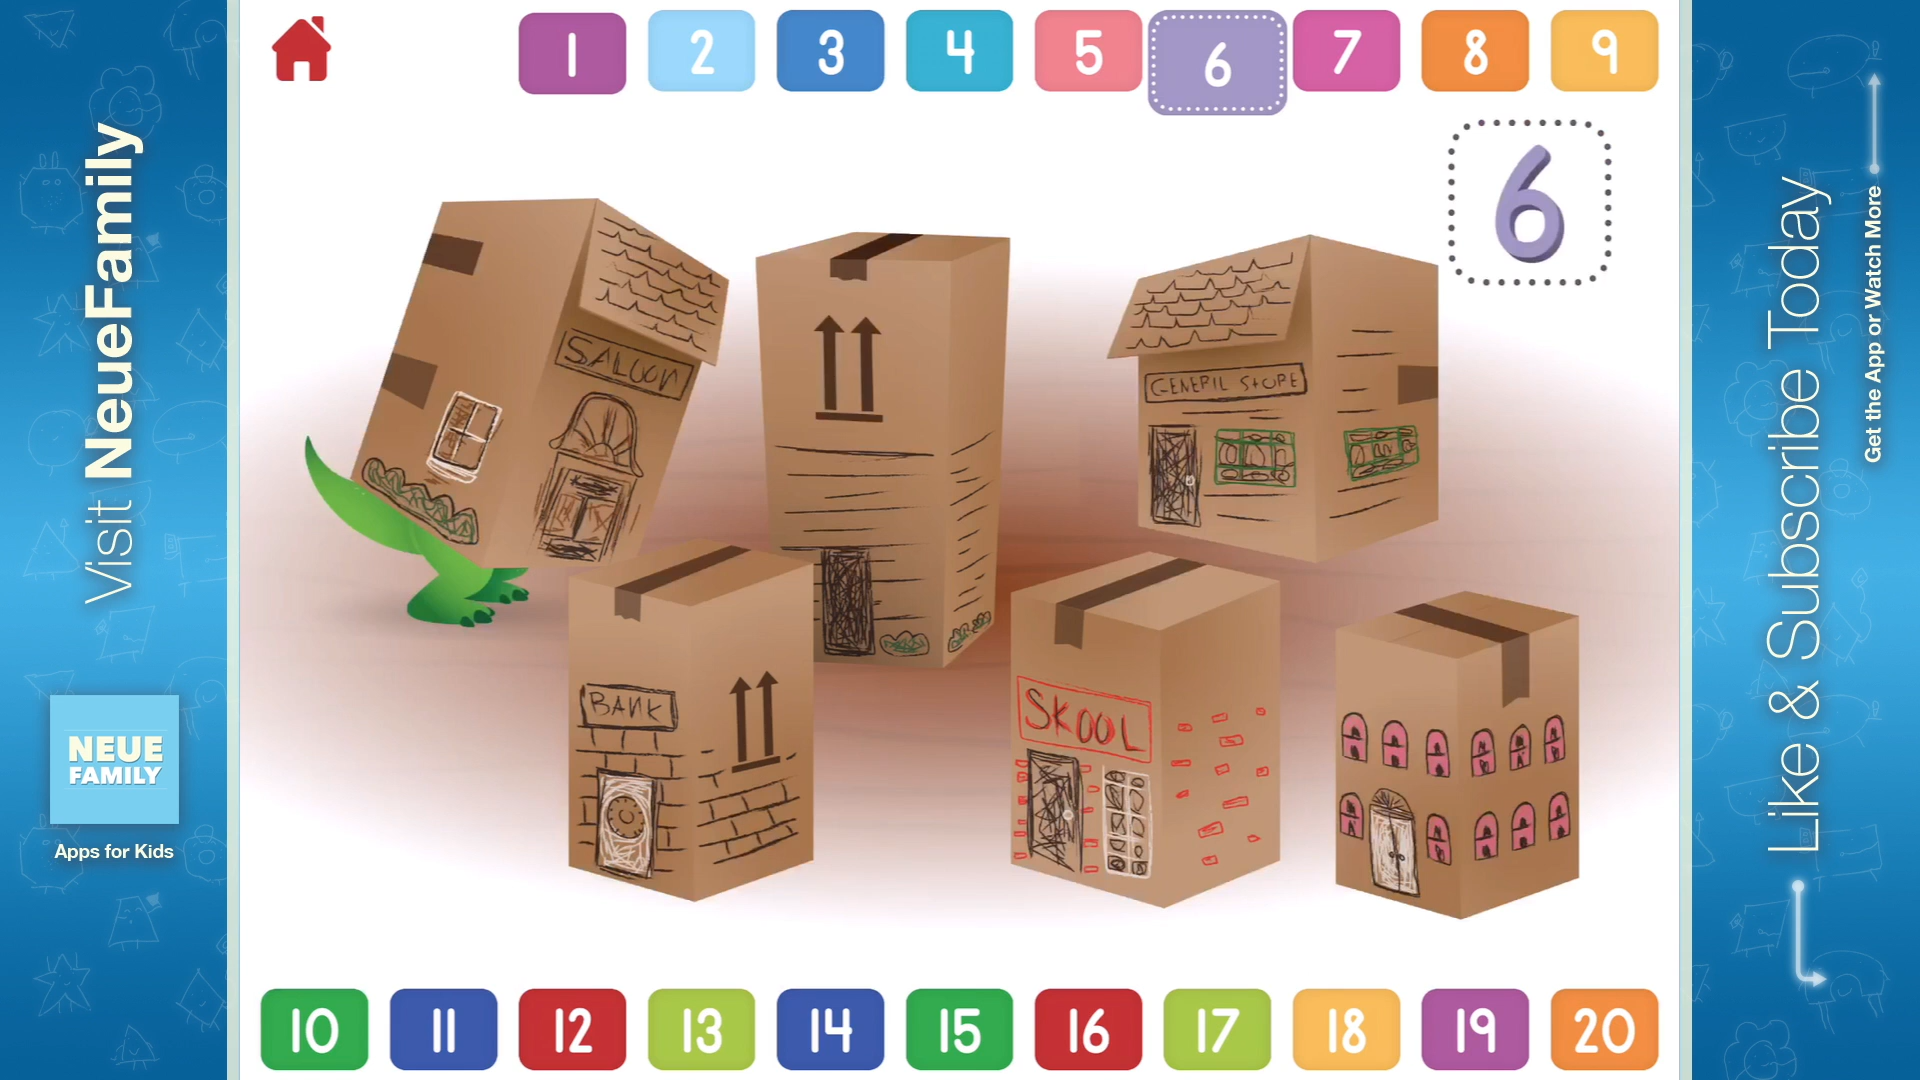 1 2 3 4 5 6 7 8 9
6
SALOON
GENERIL STORE
BANK
SKOOL
10 11 12 13 14 15 16 17 18 19 20
Visit NeueFamily
NEUE
FAMILY
Apps for Kids
Like & Subscribe Today
Get the App or Watch More